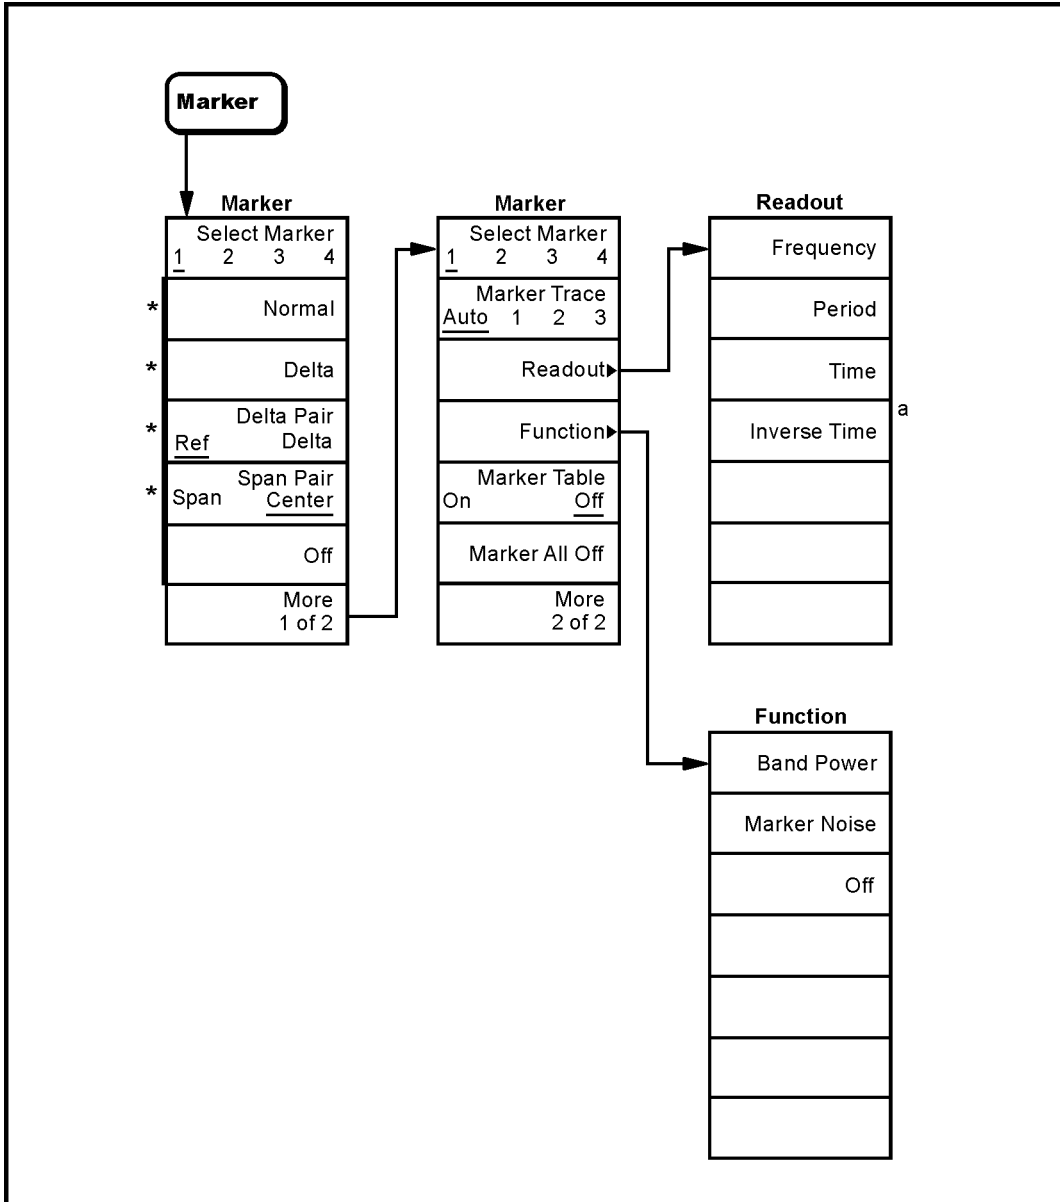 Marker
Marker
Select Marker
1 2 3 4
* Normal
* Delta
* Delta Pair
Ref Delta
* Span Pair
Span Center
Off
More
1 of 2
Marker
Select Marker
1 2 3 4
Marker Trace
Auto 1 2 3
Readout
Function
Marker Table
On Off
Marker All Off
More
2 of 2
Readout
Frequency
Period
Time
a
Inverse Time
Function
Band Power
Marker Noise
Off